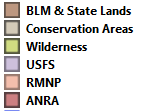 BLM & State Lands
Conservation Areas
Wilderness
USFS
RMNP
ANRA